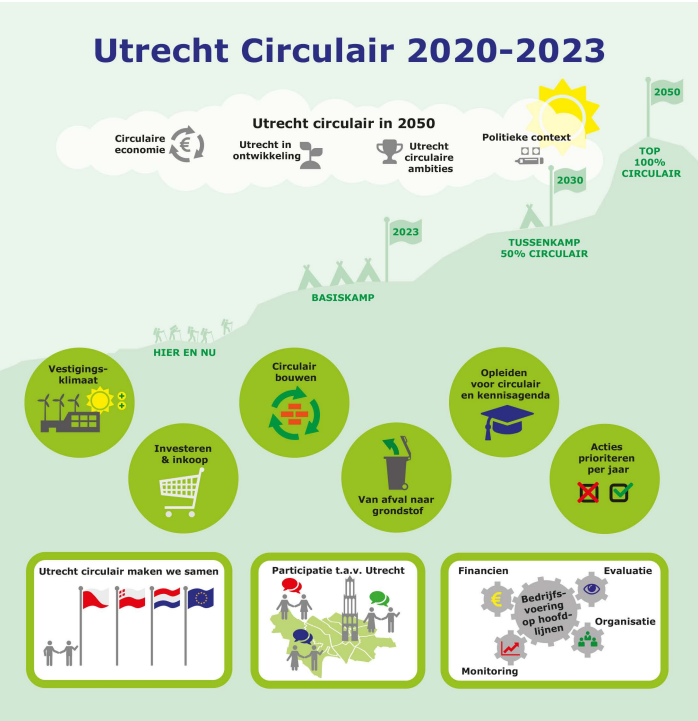 Utrecht Circulair 2020-2023
Utrecht circulair in 2050
Circulaire
economie
€
Utrecht in
ontwikkeling
Utrecht
circulaire
ambities
Politieke context
2050
TOP
100%
CIRCULAIR
2030
TUSSENKAMP
50% CIRCULAIR
2023
BASISKAMP
HIER EN NU
Vestigings-
klimaat
Investeren
& inkoop
Circulair
bouwen
Van afval naar
grondstof
Opleiden
voor circulair
en kennisagenda
Acties
prioriteren
per jaar
Utrecht circulair maken we samen
Participatie t.a.v. Utrecht
Financien
€
Evaluatie
Bedrijfs-
voering
op hoofd-
lijnen
Organisatie
Monitoring